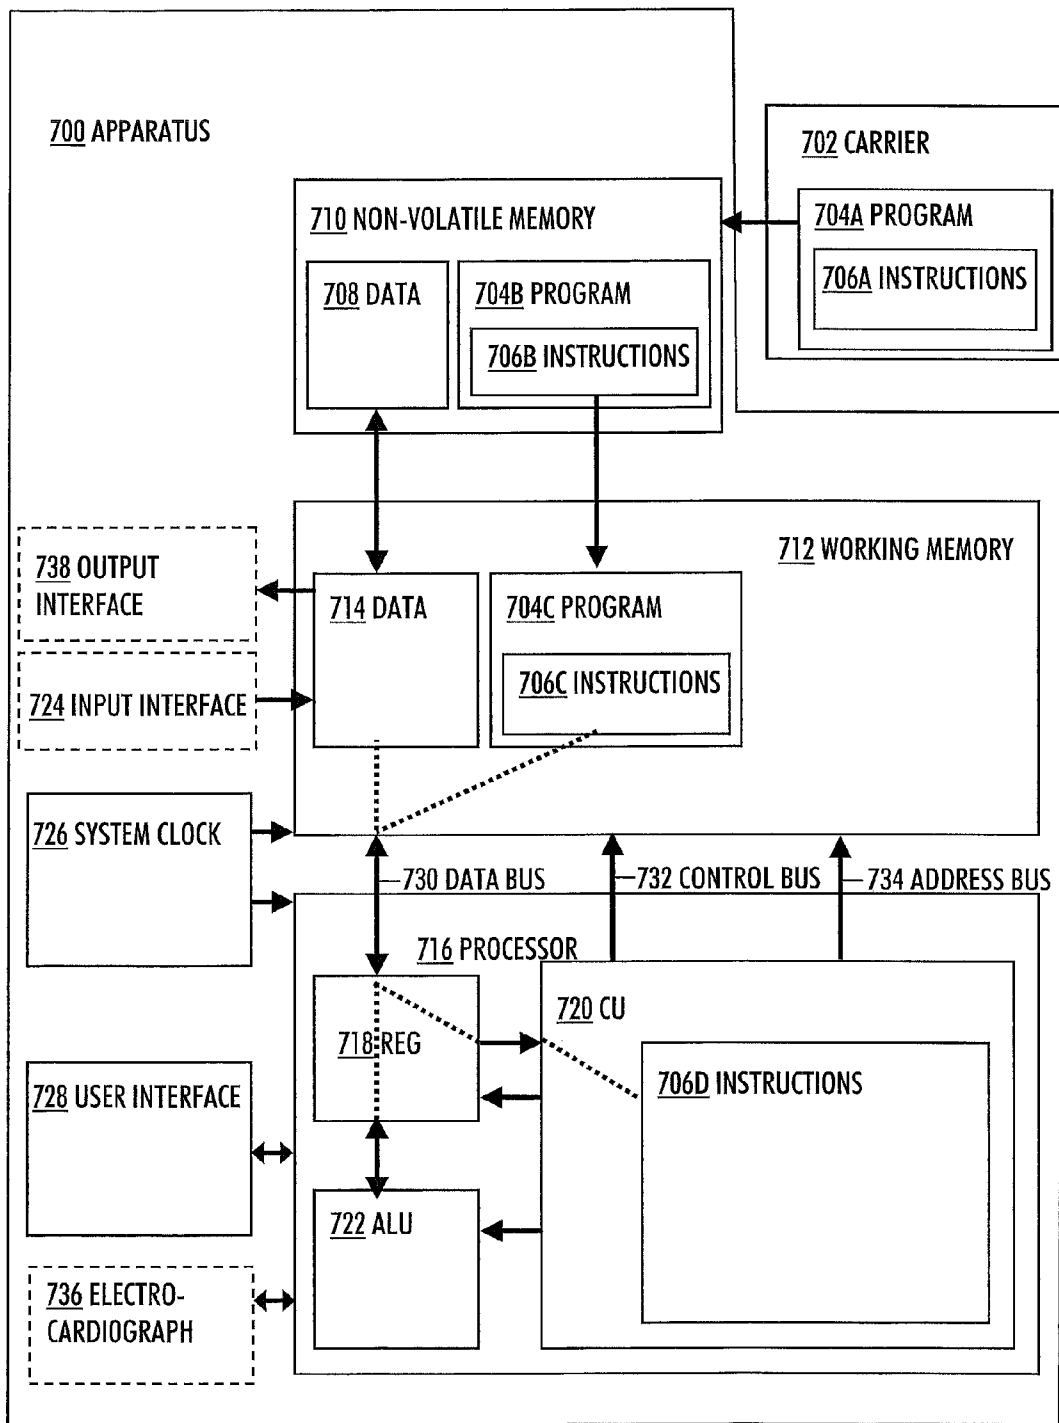 700 APPARATUS
702 CARRIER
704A PROGRAM
706A INSTRUCTIONS
710 NON-VOLATILE MEMORY
708 DATA
704B PROGRAM
706B INSTRUCTIONS
712 WORKING MEMORY
738 OUTPUT
INTERFACE
714 DATA
704C PROGRAM
706C INSTRUCTIONS
724 INPUT INTERFACE
726 SYSTEM CLOCK
730 DATA BUS
732 CONTROL BUS
734 ADDRESS BUS
716 PROCESSOR
718 REG
720 CU
706D INSTRUCTIONS
728 USER INTERFACE
722 ALU
736 ELECTRO-
CARDIOGRAPH